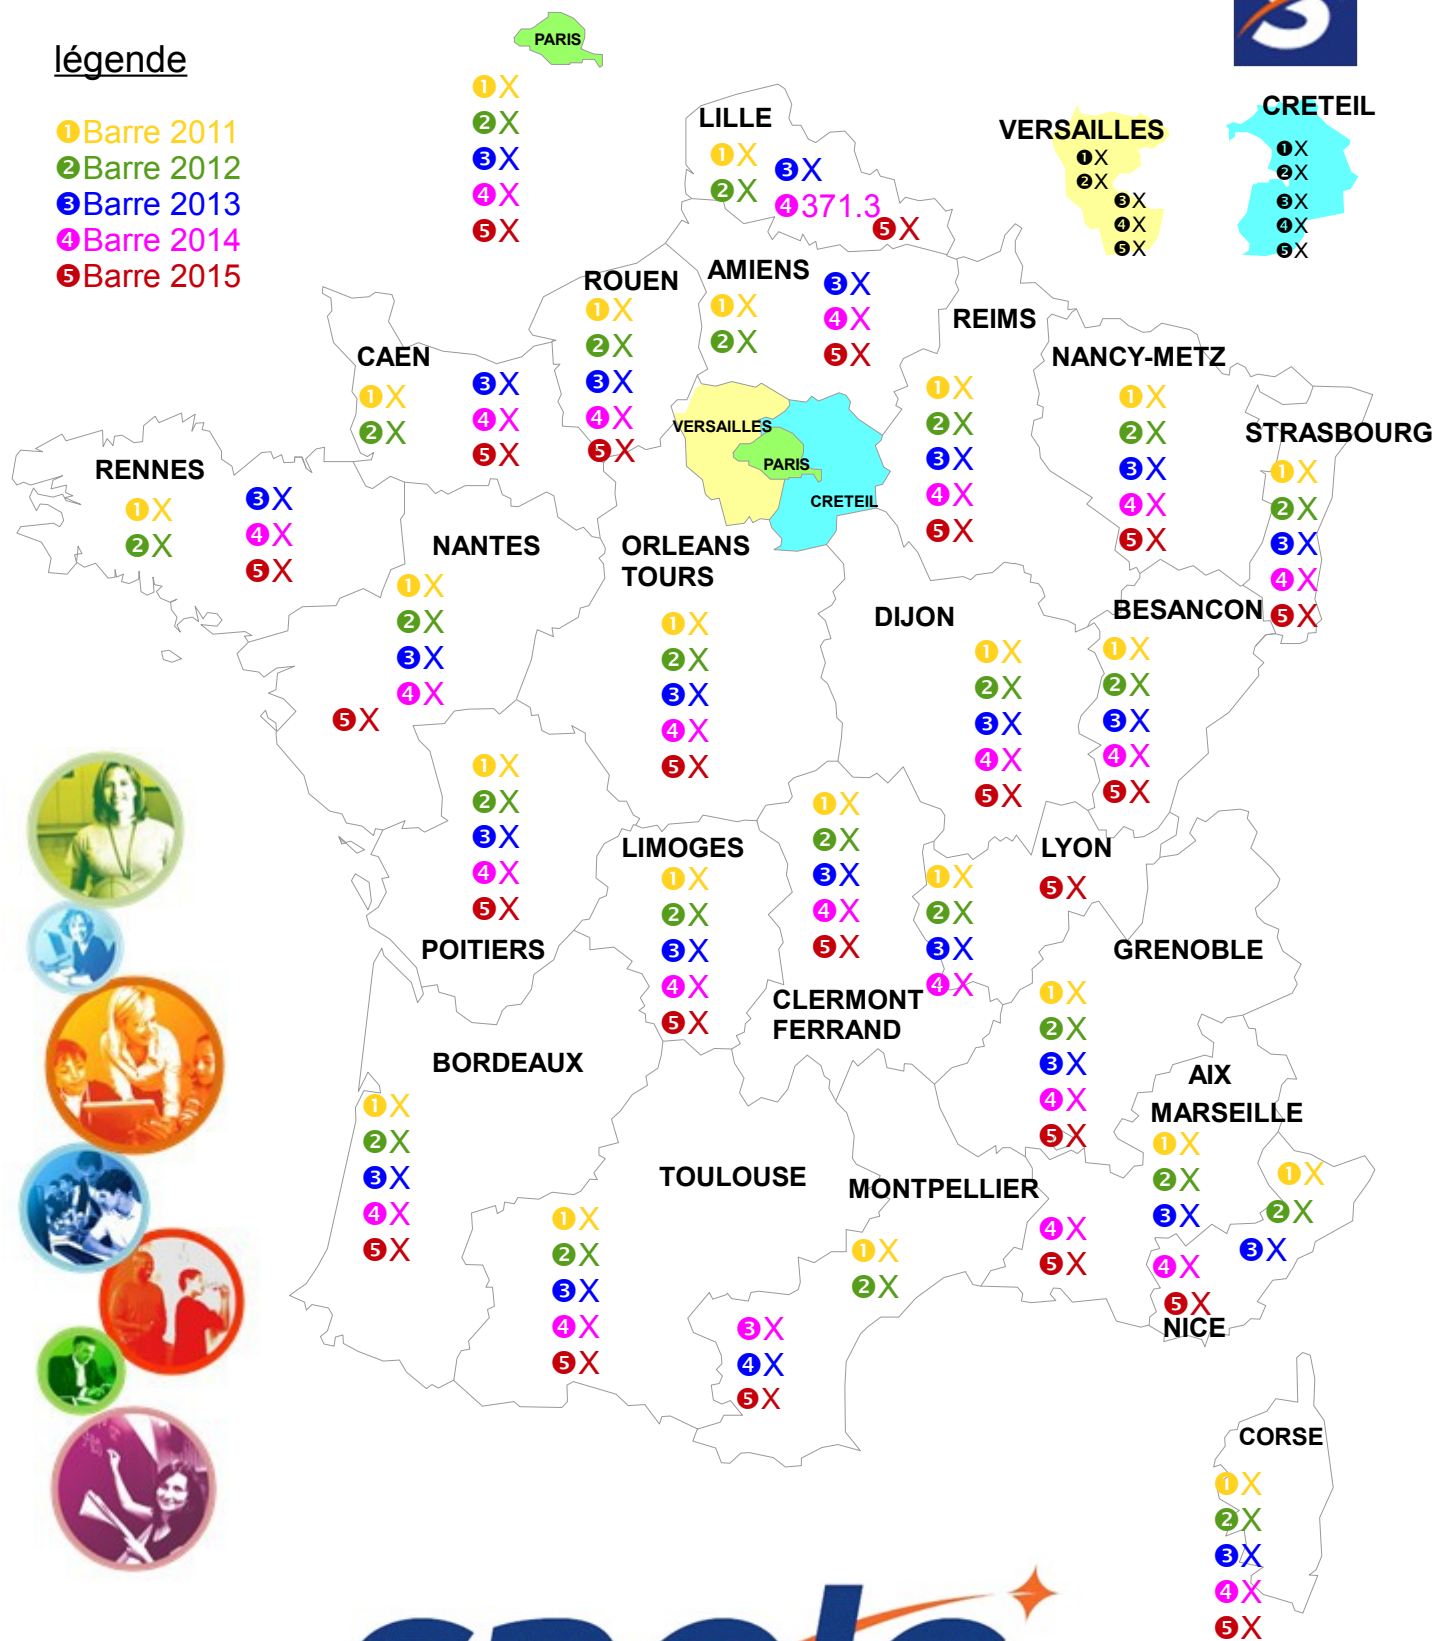 légende
❶Barre 2011
❷Barre 2012
❸Barre 2013
❹Barre 2014
❺Barre 2015
PARIS
❶X
❷X
❸X
❹X
❺X
LILLE
❶X
❷X
❸X
❹371.3
❺X
VERSAILLES
❶X
❷X
❸X
❹X
❺X
CRETEIL
❶X
❷X
❸X
❹X
❺X
ROUEN
❶X
❷X
❸X
❹X
❺X
AMIENS
❶X
❷X
❸X
❹X
❺X
REIMS
❶X
❷X
❸X
❹X
❺X
CAEN
❶X
❷X
❸X
❹X
❺X
NANCY-METZ
❶X
❷X
❸X
❹X
❺X
STRASBOURG
❶X
❷X
❸X
❹X
❺X
VERSAILLES
PARIS
CRETEIL
RENNES
❶X
❷X
❸X
❹X
❺X
NANTES
❶X
❷X
❸X
❹X
❺X
ORLEANS
TOURS
❶X
❷X
❸X
❹X
❺X
DIJON
❶X
❷X
❸X
❹X
❺X
BESANCON
❶X
❷X
❸X
❹X
❺X
❶X
❷X
❸X
❹X
❺X
POITIERS
LIMOGES
❶X
❷X
❸X
❹X
❺X
❶X
❷X
❸X
❹X
❺X
CLERMONT
FERRAND
LYON
❶X
❷X
❸X
❹X
❺X
GRENOBLE
❶X
❷X
❸X
❹X
❺X
BORDEAUX
❶X
❷X
❸X
❹X
❺X
AIX
MARSEILLE
❶X
❷X
❸X
❹X
❺X
TOULOUSE
❶X
❷X
❸X
❹X
❺X
MONTPELLIER
❶X
❷X
❸X
❹X
❺X
❶X
❷X
❸X
❹X
❺X
NICE
CORSE
❶X
❷X
❸X
❹X
❺X